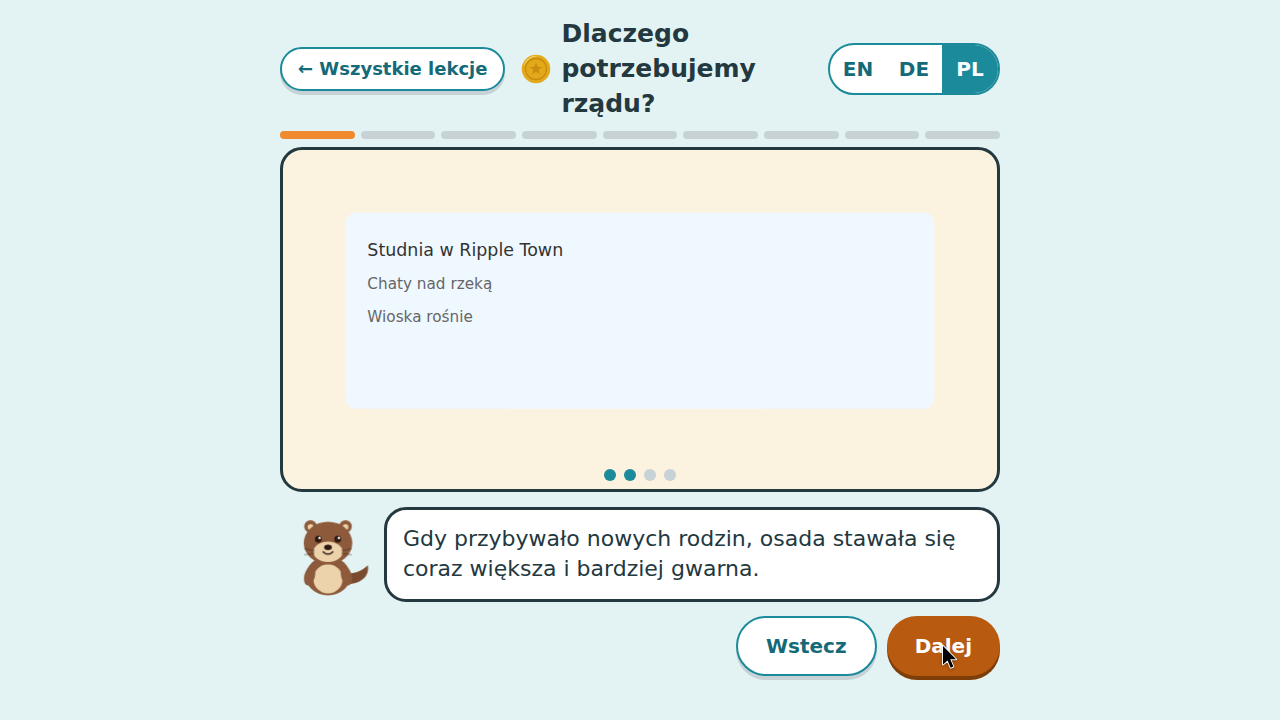 ← Wszystkie lekcje
Dlaczego
potrzebujemy
rządu?
EN DE PL
Studnia w Ripple Town
Chaty nad rzeką
Wioska rośnie
Gdy przybywało nowych rodzin, osada stawała się
coraz większa i bardziej gwarna.
Wstecz
Dalej